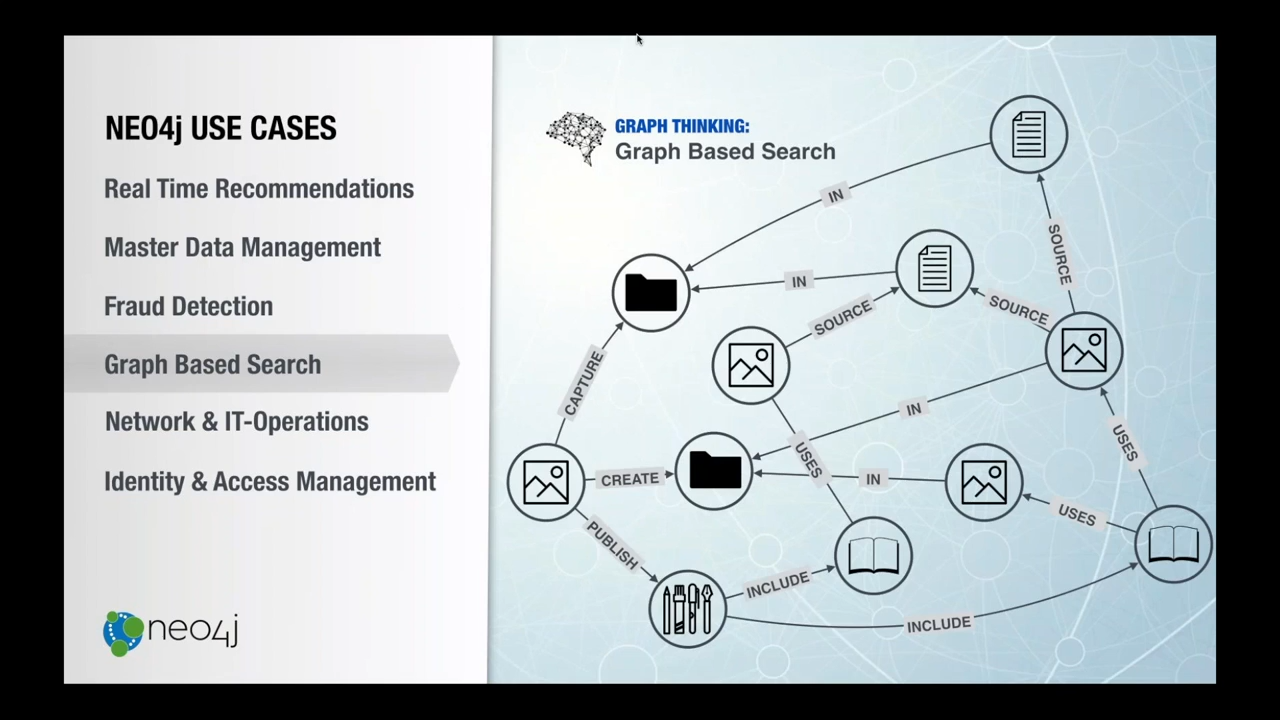 NEO4j USE CASES
Real Time Recommendations
Master Data Management
Fraud Detection
Graph Based Search
Network & IT-Operations
Identity & Access Management
neo4j
GRAPH THINKING:
Graph Based Search
IN
SOURCE
IN
SOURCE
SOURCE
CAPTURE
IN
USES
USES
CREATE
IN
USES
PUBLISH
INCLUDE
INCLUDE